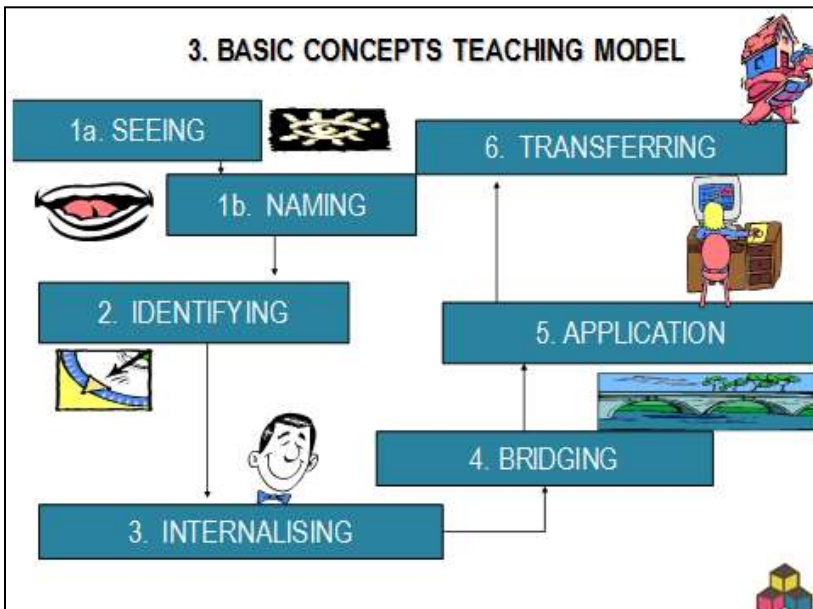 3. BASIC CONCEPTS TEACHING MODEL
1a. SEEING
1b. NAMING
2. IDENTIFYING
3. INTERNALISING
4. BRIDGING
5. APPLICATION
6. TRANSFERRING